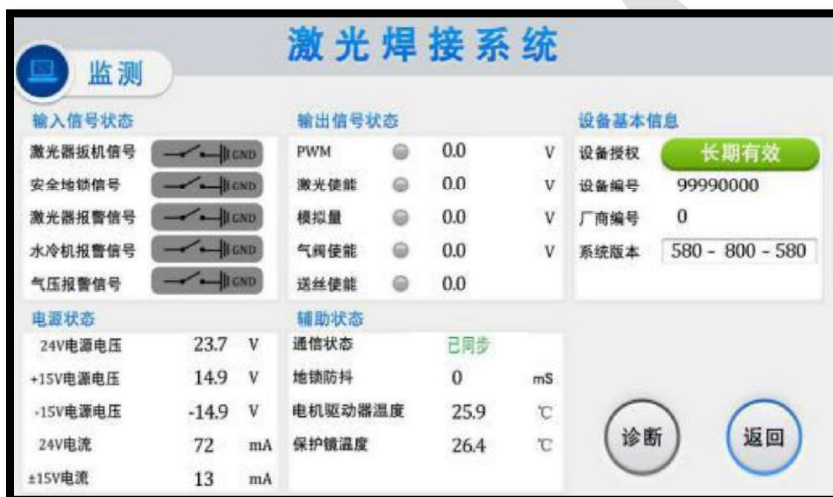 激光焊接系统
监测
输入信号状态
激光器扳机信号 GND
安全地锁信号 GND
激光器报警信号 GND
水冷机报警信号 GND
气压报警信号 GND
输出信号状态
PWM 0.0 V
激光使能 0.0 V
模拟量 0.0 V
气阀使能 0.0 V
送丝使能 0.0
设备基本信息
设备授权 长期有效
设备编号 99990000
厂商编号 0
系统版本 580 - 800 - 580
电源状态
24V电源电压 23.7 V
+15V电源电压 14.9 V
-15V电源电压 -14.9 V
24V电流 72 mA
±15V电流 13 mA
辅助状态
通信状态 已同步
地锁防抖 0 mS
电机驱动器温度 25.9 ℃
保护镜温度 26.4 ℃
诊断
返回